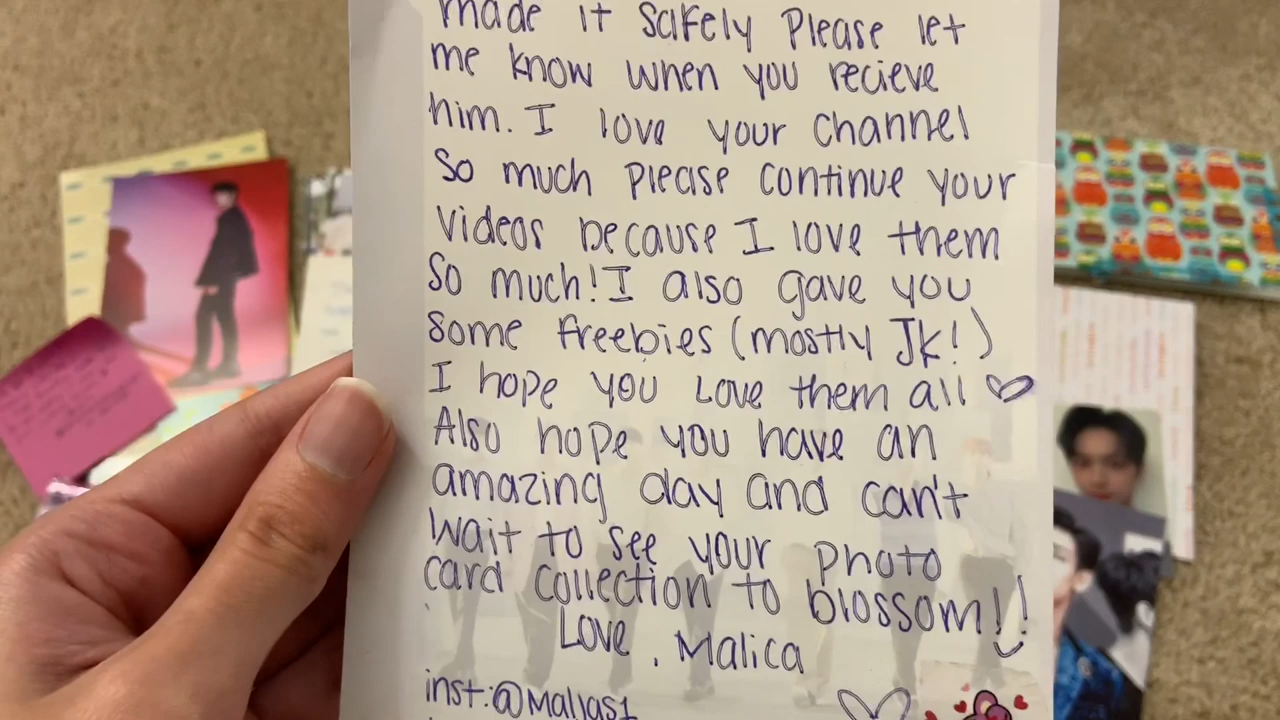 made it safely Please let
me know when you recieve
him. I love your channel
so much please continue your
videos because I love them
so much! I also gave you
some freebies (mostly JK!)
I hope you love them all ♡
Also hope you have an
amazing day and can't
wait to see your photo
card collection to blossom!!
Love, Malica
inst:@Maljas1